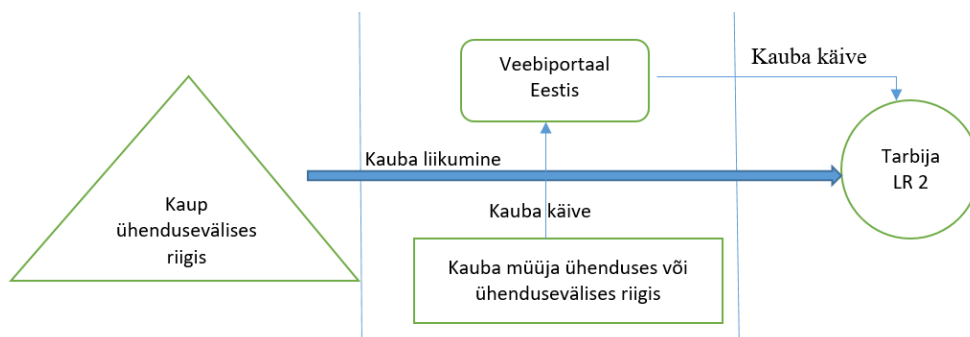 Kaup
ühendusevälises
riigis
Kauba liikumine
Veebiportaal
Eestis
Kauba käive
Kauba müüja ühenduses või
ühendusevälises riigis
Kauba käive
Tarbija
LR 2